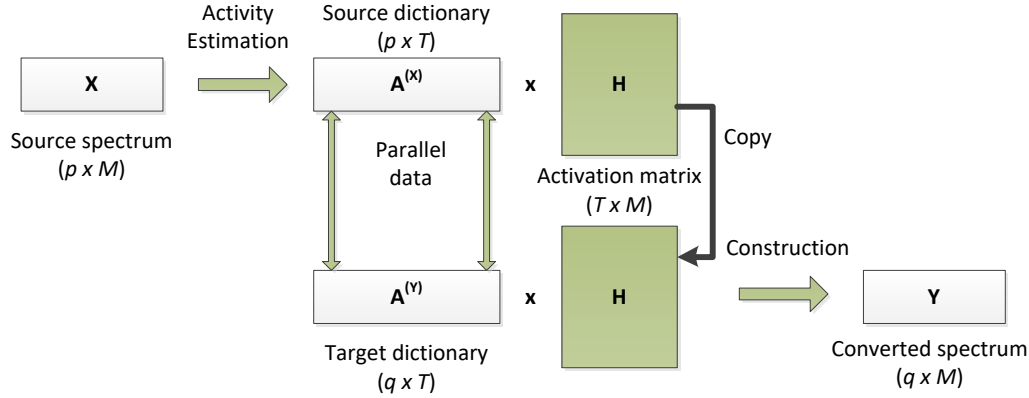 Activity
Estimation
Source dictionary
(p x T)
X
A(X)
x
H
Source spectrum
(p x M)
Parallel
data
Copy
Activation matrix
(T x M)
Construction
A(Y)
x
H
Y
Target dictionary
(q x T)
Converted spectrum
(q x M)